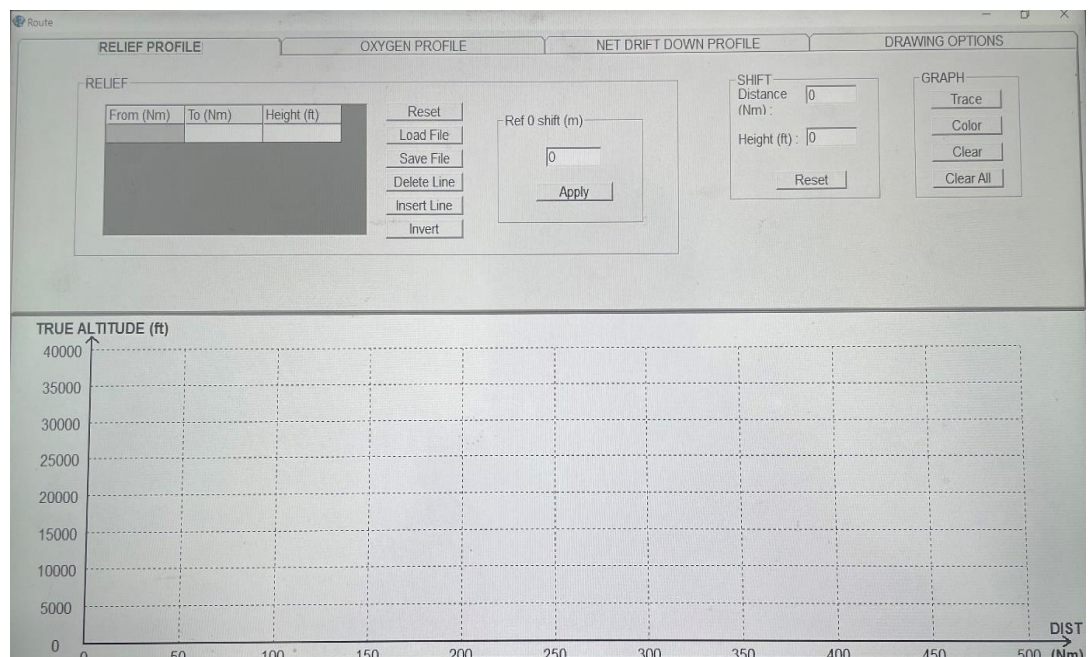 Route
RELIEF PROFILE
OXYGEN PROFILE
NET DRIFT DOWN PROFILE
DRAWING OPTIONS
RELIEF
From (Nm) To (Nm) Height (ft)
Reset
Load File
Save File
Delete Line
Insert Line
Invert
Ref 0 shift (m)
0
Apply
SHIFT
Distance
(Nm) :
0
Height (ft) : 0
Reset
GRAPH
Trace
Color
Clear
Clear All
TRUE ALTITUDE (ft)
40000
35000
30000
25000
20000
15000
10000
5000
0
DIST
0 50 100 150 200 250 300 350 400 450 500 (Nm)